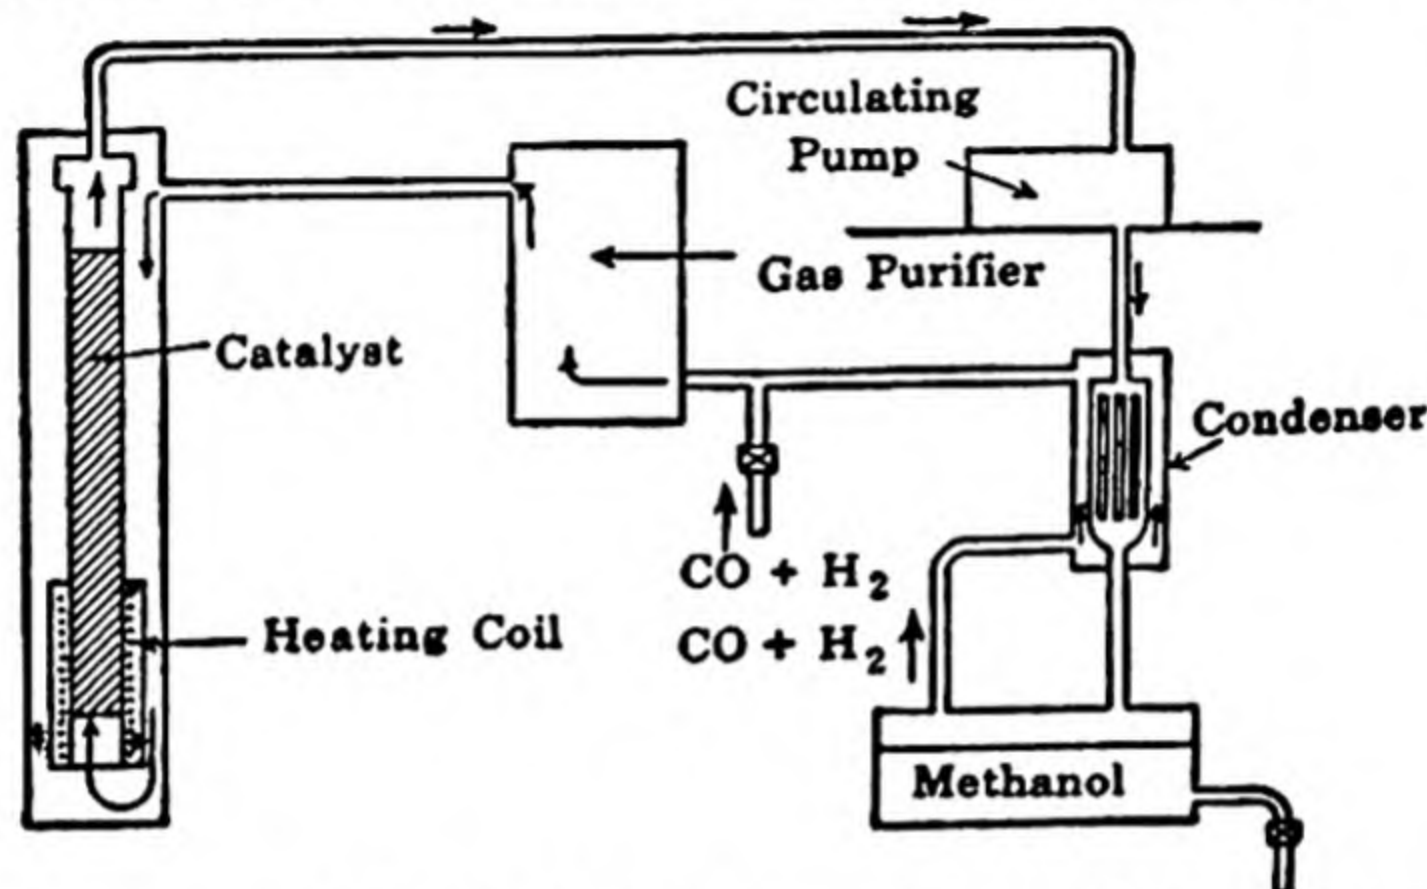 Circulating
Pump
Gas Purifier
Catalyst
Condenser
CO + H₂
Heating Coil
CO + H₂
Methanol